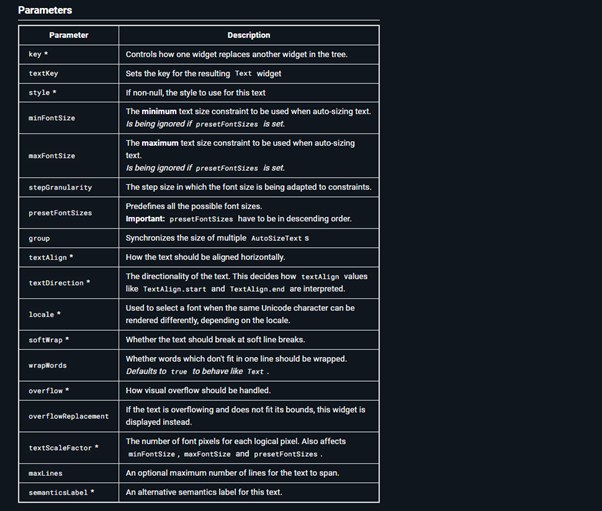 Parameters
Parameter Description
key * Controls how one widget replaces another widget in the tree.
textKey Sets the key for the resulting Text widget
style * If non-null, the style to use for this text
minFontSize The minimum text size constraint to be used when auto-sizing text.
Is being ignored if presetFontSizes is set.
maxFontSize The maximum text size constraint to be used when auto-sizing
text.
Is being ignored if presetFontSizes is set.
stepGranularity The step size in which the font size is being adapted to constraints.
presetFontSizes Predefines all the possible font sizes.
Important: presetFontSizes have to be in descending order.
group Synchronizes the size of multiple AutoSizeText s
textAlign * How the text should be aligned horizontally.
textDirection * The directionality of the text. This decides how textAlign values
like TextAlign.start and TextAlign.end are interpreted.
locale * Used to select a font when the same Unicode character can be
rendered differently, depending on the locale.
softWrap * Whether the text should break at soft line breaks.
wrapWords Whether words which don't fit in one line should be wrapped.
Defaults to true to behave like Text .
overflow * How visual overflow should be handled.
overflowReplacement If the text is overflowing and does not fit its bounds, this widget is
displayed instead.
textScaleFactor * The number of font pixels for each logical pixel. Also affects
minFontSize , maxFontSize and presetFontSizes .
maxLines An optional maximum number of lines for the text to span.
semanticsLabel * An alternative semantics label for this text.